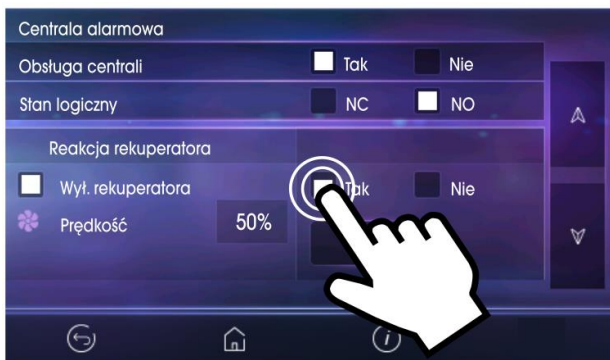 Centrala alarmowa
Obsługa centrali Tak Nie
Stan logiczny NC NO
Reakcja rekuperatora
Wył. rekuperatora Tak Nie
Prędkość 50%
i